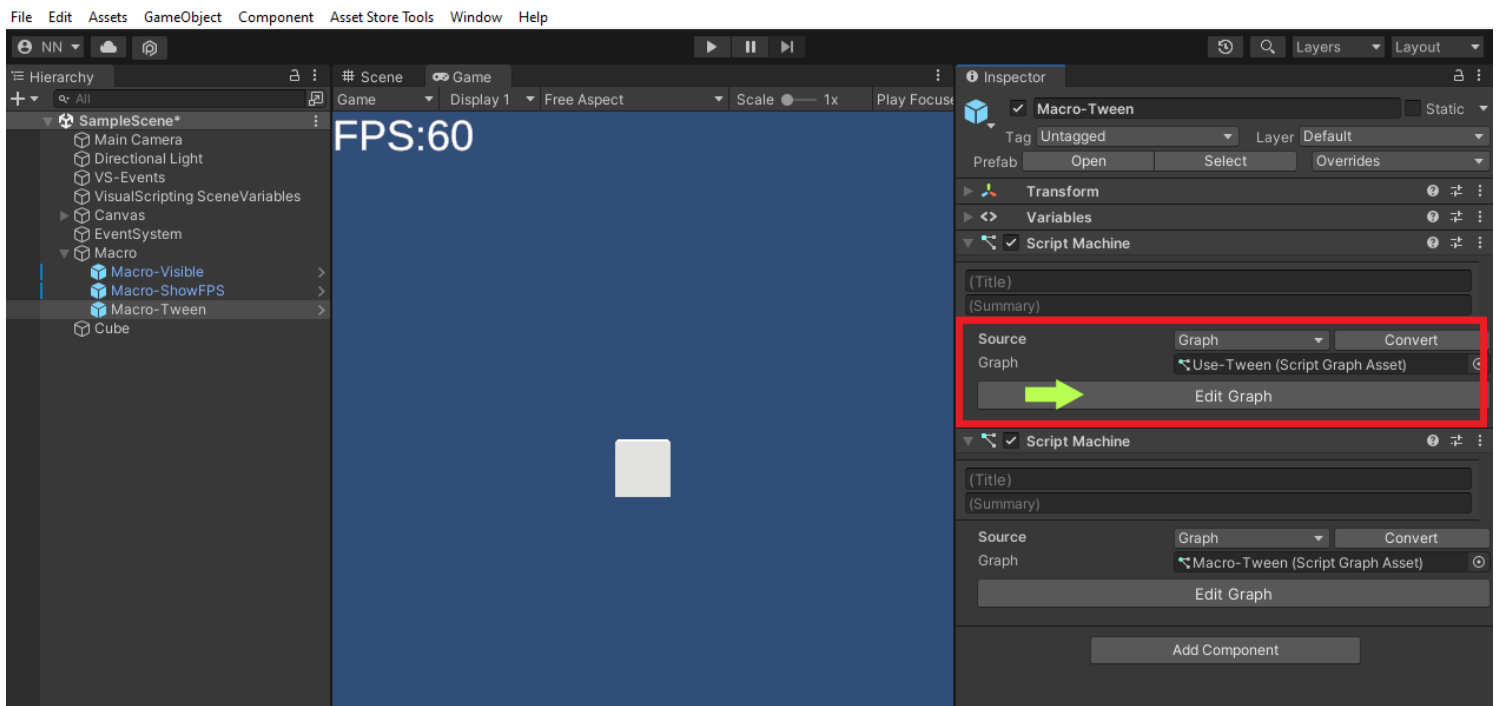 File Edit Assets GameObject Component Asset Store Tools Window Help
NN Layers Layout
Hierarchy
All
SampleScene*
Main Camera
Directional Light
VS-Events
VisualScripting SceneVariables
Canvas
EventSystem
Macro
Macro-Visible
Macro-ShowFPS
Macro-Tween
Cube
Scene Game
Game Display 1 Free Aspect Scale 1x Play Focuse
FPS:60
Inspector
Macro-Tween Static
Tag Untagged Layer Default
Prefab Open Select Overrides
Transform
Variables
Script Machine
(Title)
(Summary)
Source Graph Convert
Graph Use-Tween (Script Graph Asset)
Edit Graph
Script Machine
(Title)
(Summary)
Source Graph Convert
Graph Macro-Tween (Script Graph Asset)
Edit Graph
Add Component